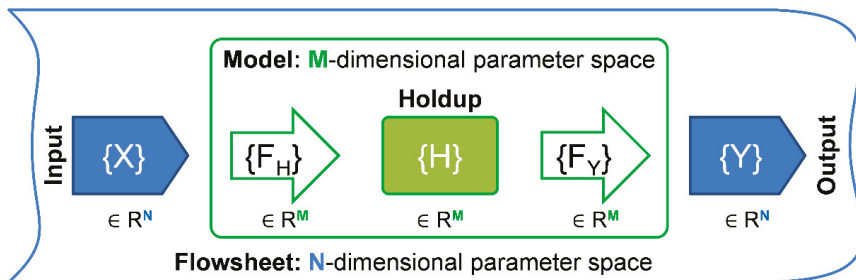 Model: M-dimensional parameter space
Holdup
Input
{X}
{F_H}
{H}
{F_Y}
{Y}
Output
∈ R^N
∈ R^M
∈ R^M
∈ R^M
∈ R^N
Flowsheet: N-dimensional parameter space